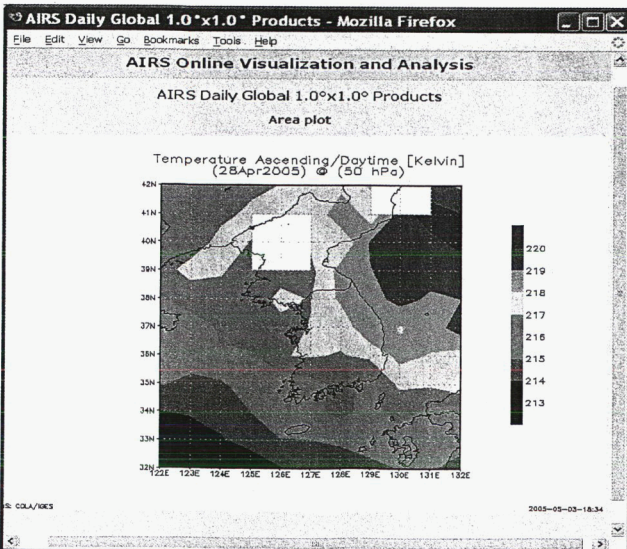 AIRS Daily Global 1.0°x1.0° Products - Mozilla Firefox
File Edit View Go Bookmarks Tools Help
AIRS Online Visualization and Analysis
AIRS Daily Global 1.0°x1.0° Products
Area plot
Temperature Ascending/Daytime [Kelvin]
(28Apr2005) @ (50 hPa)
42N
41N
40N
39N
38N
37N
36N
35N
34N
33N
32N
122E 123E 124E 125E 126E 127E 128E 129E 130E 131E 132E
220
219
218
217
216
215
214
213
COLA/IGES
2005-05-03-18:34